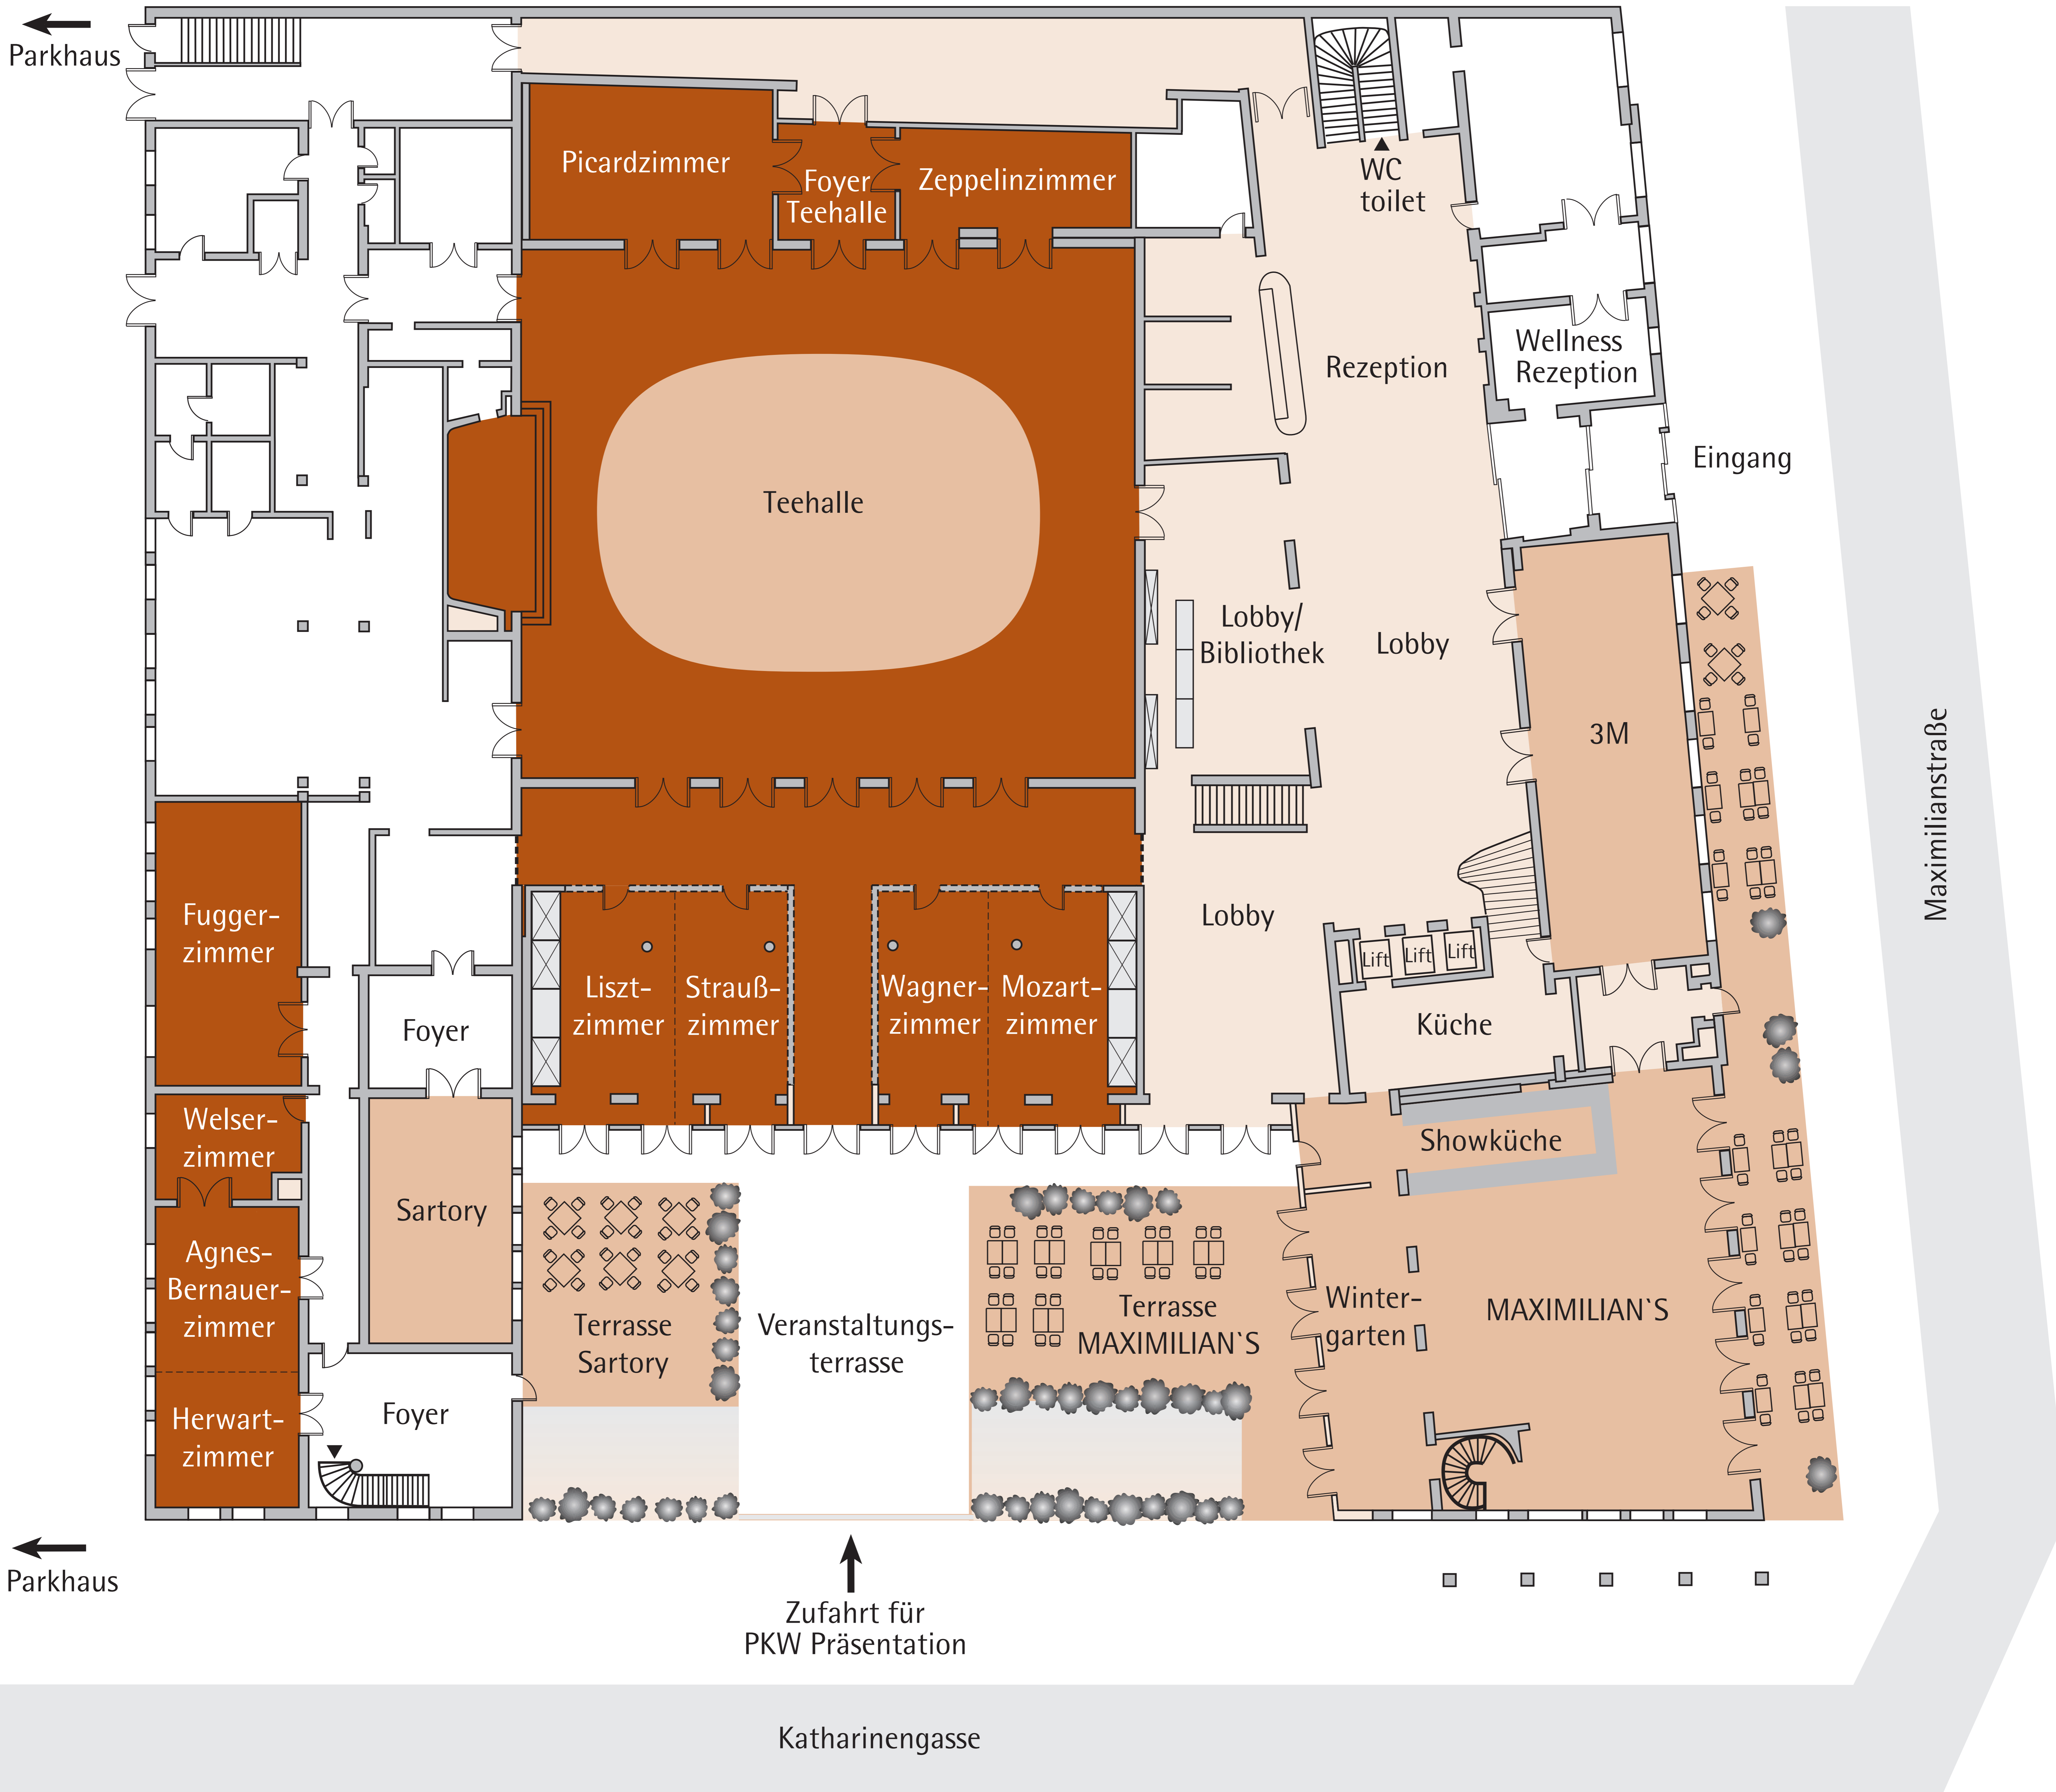 Parkhaus
Picardzimmer
Foyer
Teehalle
Zeppelinzimmer
WC
toilet
Rezeption
Wellness
Rezeption
Eingang
Teehalle
Lobby/
Bibliothek
Lobby
3M
Maximilianstraße
Fugger-
zimmer
Lobby
Lift
Lift
Lift
Liszt-
zimmer
Strauß-
zimmer
Wagner-
zimmer
Mozart-
zimmer
Foyer
Küche
Welser-
zimmer
Showküche
Sartory
Agnes-
Bernauer-
zimmer
Terrasse
Sartory
Veranstaltungs-
terrasse
Terrasse
MAXIMILIAN`S
Winter-
garten
MAXIMILIAN`S
Herwart-
zimmer
Foyer
Parkhaus
Zufahrt für
PKW Präsentation
Katharinengasse